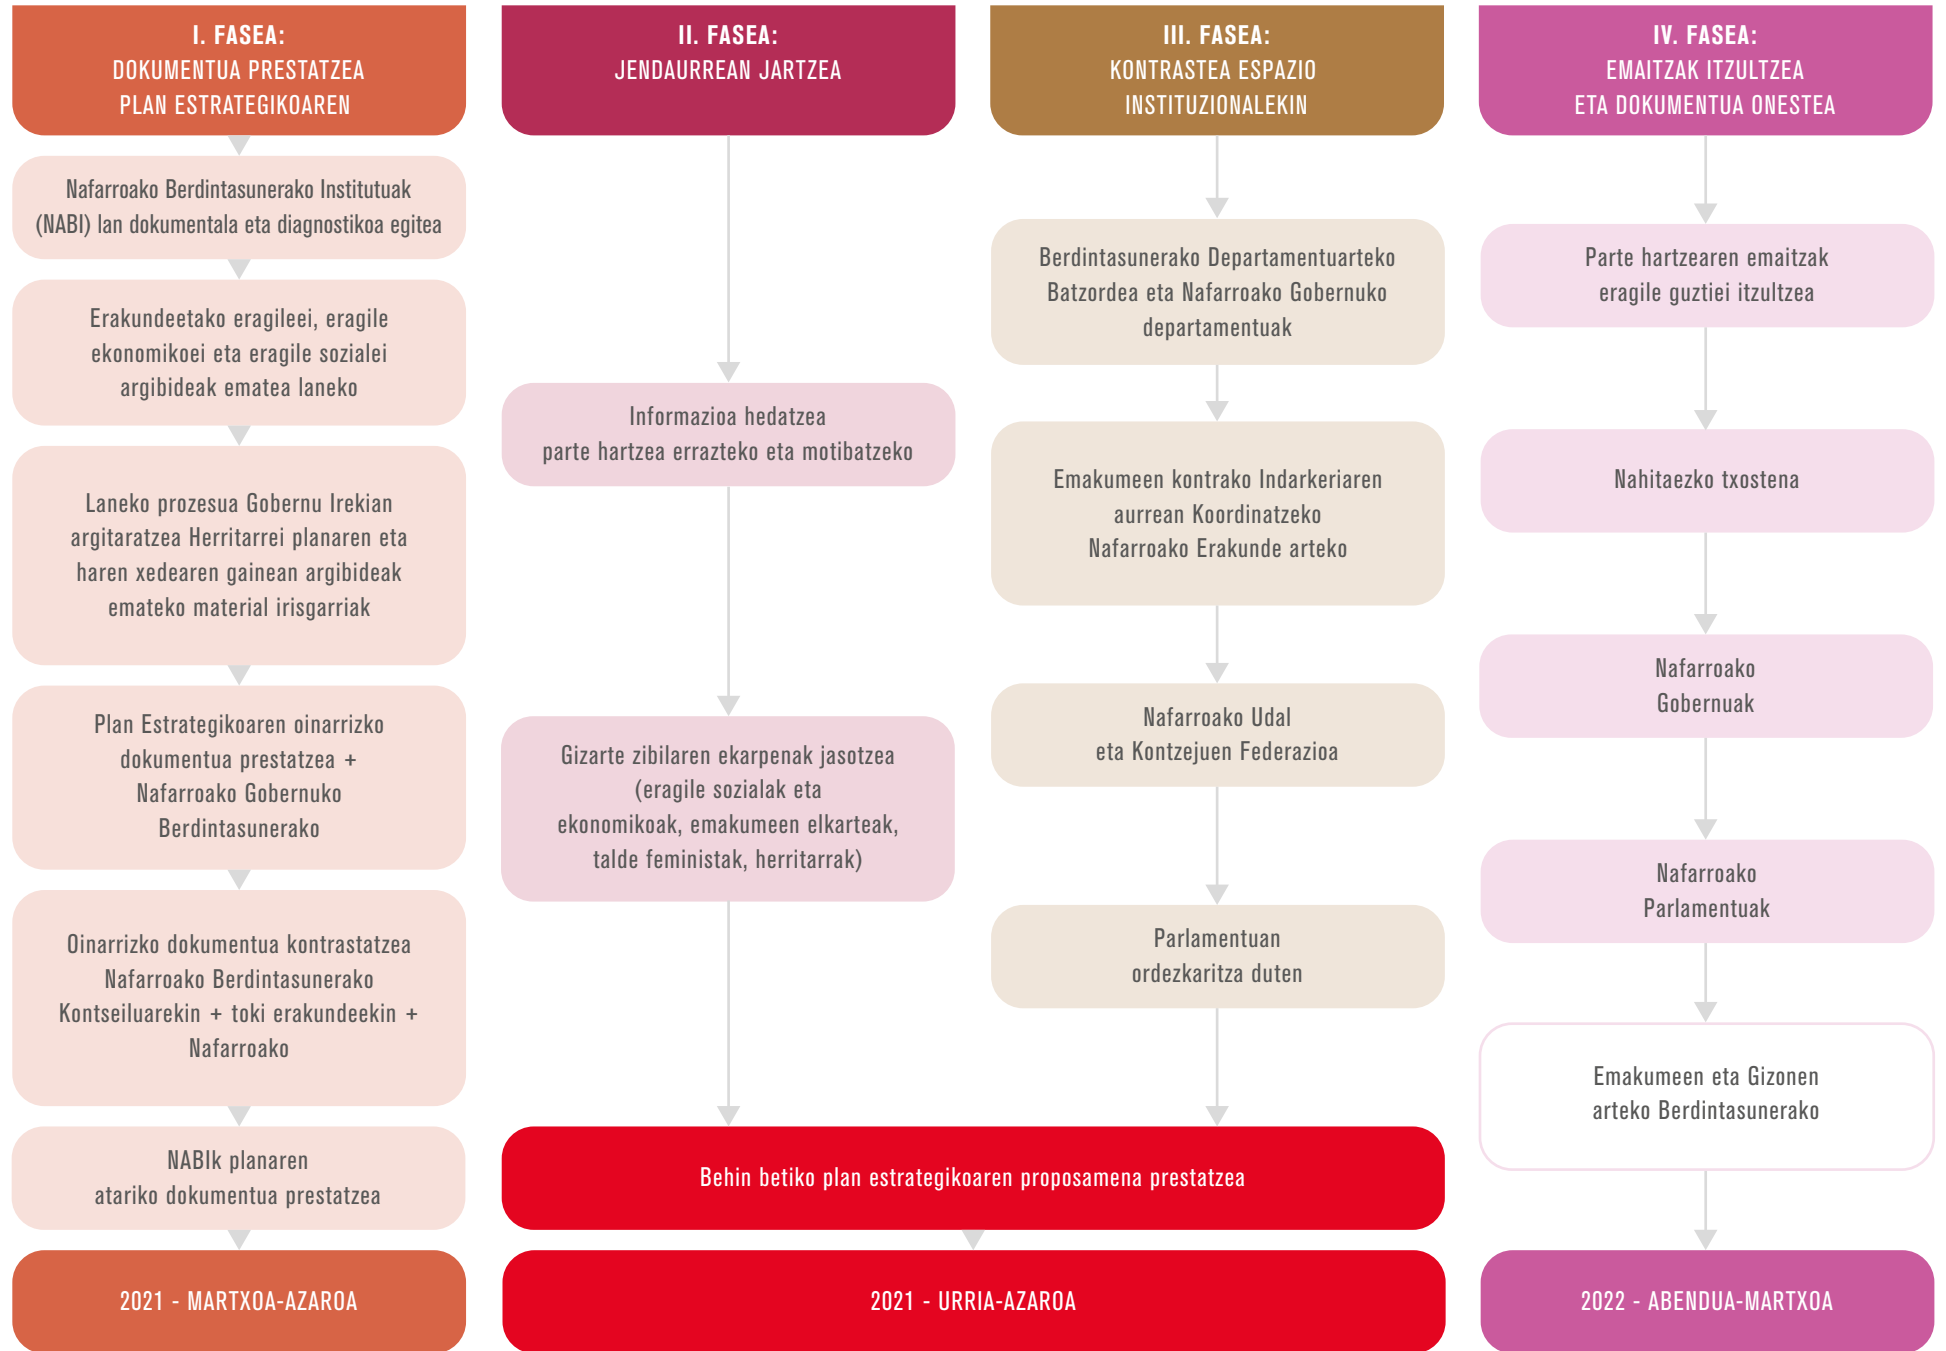 I. FASEA:
DOKUMENTUA PRESTATZEA
PLAN ESTRATEGIKOAREN
Nafarroako Berdintasunerako Institutuak
(NABI) lan dokumentala eta diagnostikoa egitea
Erakundeetako eragileei, eragile
ekonomikoei eta eragile sozialei
argibideak ematea laneko
Laneko prozesua Gobernu Irekian
argitaratzea Herritarrei planaren eta
haren xedearen gainean argibideak
emateko material irisgarriak
Plan Estrategikoaren oinarrizko
dokumentua prestatzea +
Nafarroako Gobernuko
Berdintasunerako
Oinarrizko dokumentua kontrastatzea
Nafarroako Berdintasunerako
Kontseiluarekin + toki erakundeekin +
Nafarroako
NABIk planaren
atariko dokumentua prestatzea
2021 - MARTXOA-AZAROA
II. FASEA:
JENDAURREAN JARTZEA
Informazioa hedatzea
parte hartzea errazteko eta motibatzeko
Gizarte zibilaren ekarpenak jasotzea
(eragile sozialak eta
ekonomikoak, emakumeen elkarteak,
talde feministak, herritarrak)
III. FASEA:
KONTRASTEA ESPAZIO
INSTITUZIONALEKIN
Berdintasunerako Departamentuarteko
Batzordea eta Nafarroako Gobernuko
departamentuak
Emakumeen kontrako Indarkeriaren
aurrean Koordinatzeko
Nafarroako Erakunde arteko
Nafarroako Udal
eta Kontzejuen Federazioa
Parlamentuan
ordezkaritza duten
Behin betiko plan estrategikoaren proposamena prestatzea
2021 - URRIA-AZAROA
IV. FASEA:
EMAITZAK ITZULTZEA
ETA DOKUMENTUA ONESTEA
Parte hartzearen emaitzak
eragile guztiei itzultzea
Nahitaezko txostena
Nafarroako
Gobernuak
Nafarroako
Parlamentuak
Emakumeen eta Gizonen
arteko Berdintasunerako
2022 - ABENDUA-MARTXOA